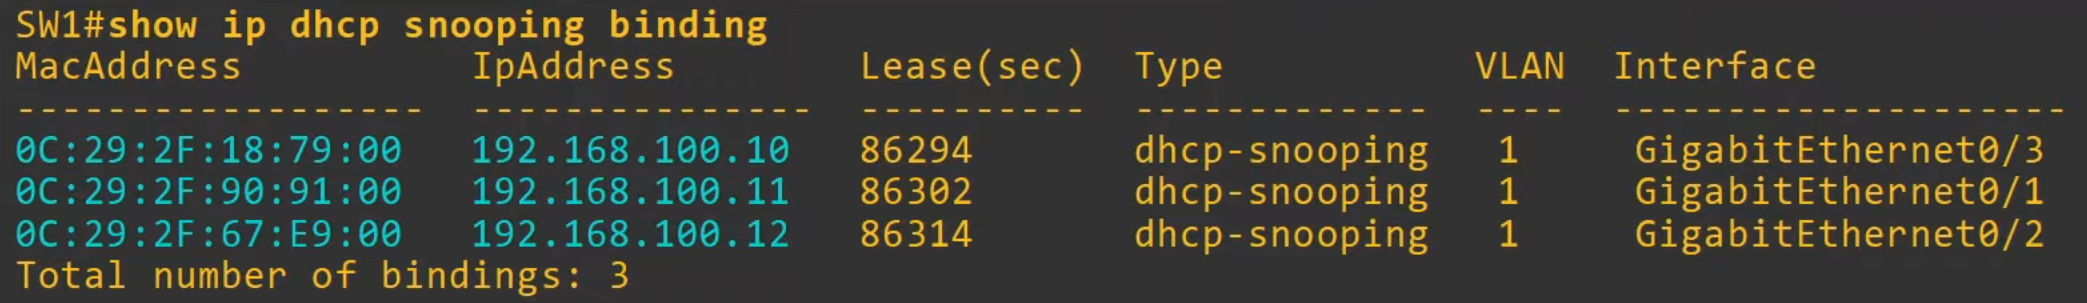 SW1#show ip dhcp snooping binding
MacAddress IpAddress Lease(sec) Type VLAN Interface
------------------ --------------- ---------- ------------- ---- --------------------
0C:29:2F:18:79:00 192.168.100.10 86294 dhcp-snooping 1 GigabitEthernet0/3
0C:29:2F:90:91:00 192.168.100.11 86302 dhcp-snooping 1 GigabitEthernet0/1
0C:29:2F:67:E9:00 192.168.100.12 86314 dhcp-snooping 1 GigabitEthernet0/2
Total number of bindings: 3